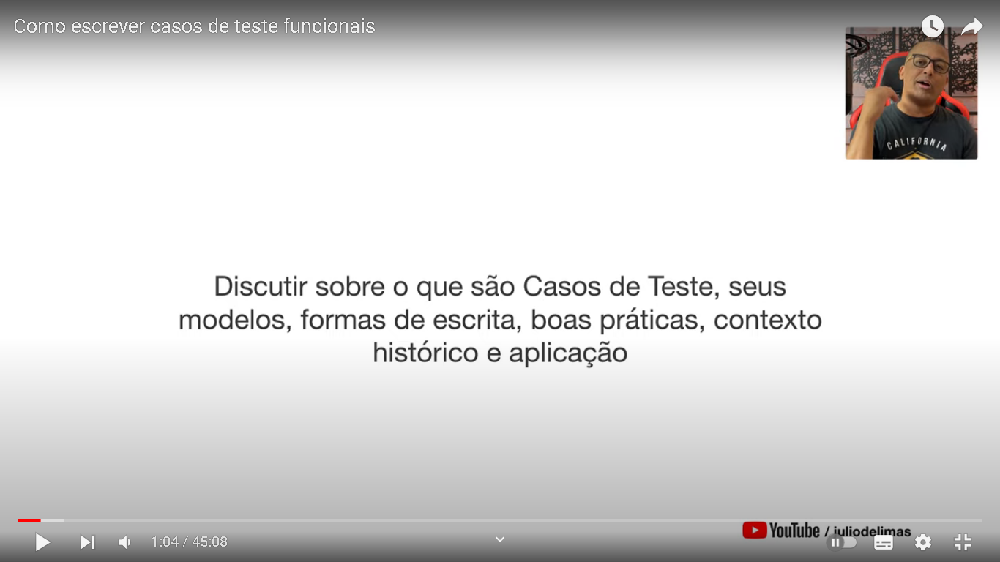 Como escrever casos de teste funcionais
CALIFORNIA
Discutir sobre o que são Casos de Teste, seus
modelos, formas de escrita, boas práticas, contexto
histórico e aplicação
YouTube / juliodelimas
1:04 / 45:08